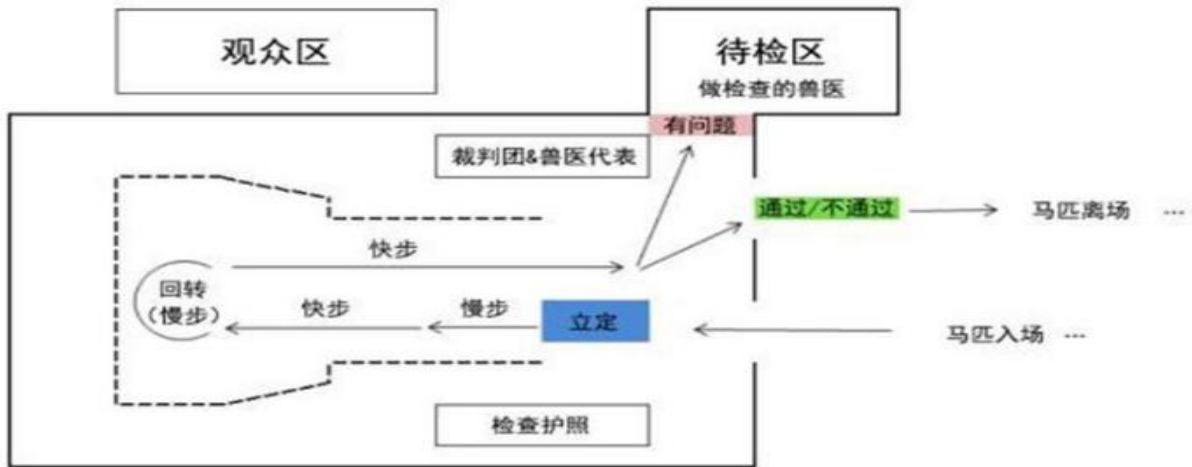 观众区
待检区
做检查的兽医
有问题
裁判团&兽医代表
通过/不通过
马匹离场 ···
快步
回转
（慢步）
快步
慢步
立定
马匹入场 ···
检查护照